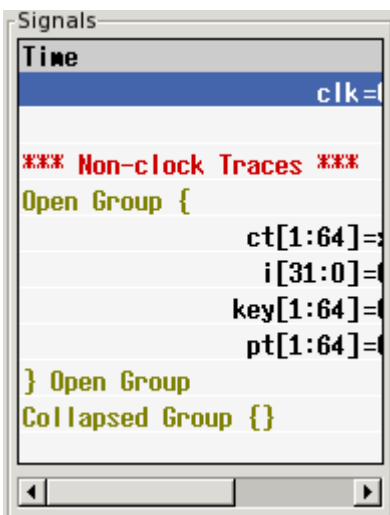 Signals
Time
clk=
*** Non-clock Traces ***
Open Group {
ct[1:64]=
i[31:0]=
key[1:64]=
pt[1:64]=
} Open Group
Collapsed Group {}